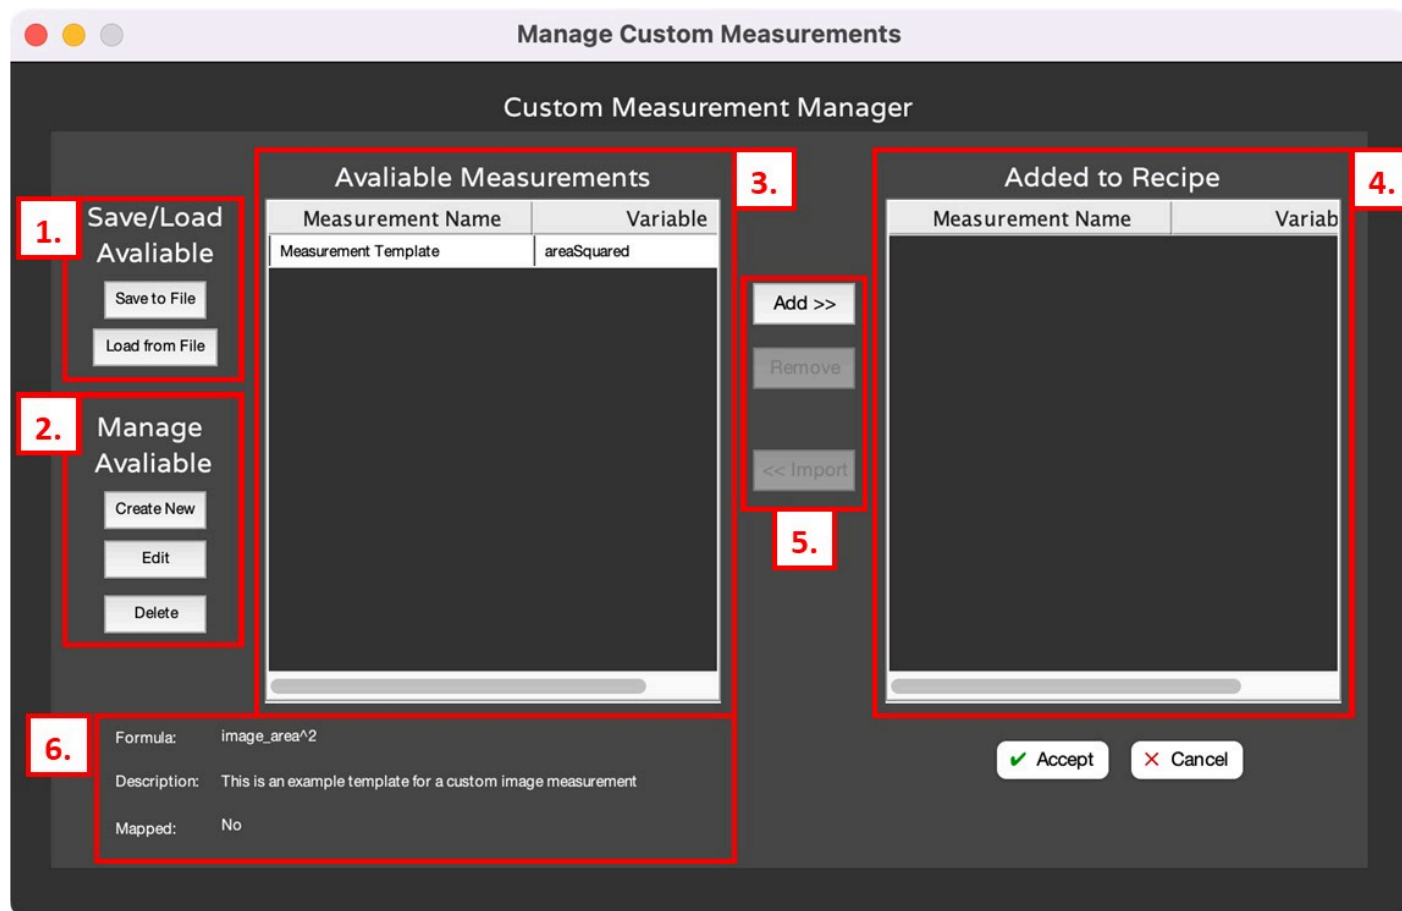 Manage Custom Measurements
Custom Measurement Manager
1.
Save/Load
Avaliable
Save to File
Load from File
2.
Manage
Avaliable
Create New
Edit
Delete
3.
Avaliable Measurements
Measurement Name Variable
Measurement Template areaSquared
5.
Add >>
Remove
<< Import
4.
Added to Recipe
Measurement Name Variab
6.
Formula: image_area^2
Description: This is an example template for a custom image measurement
Mapped: No
✔ Accept
✕ Cancel